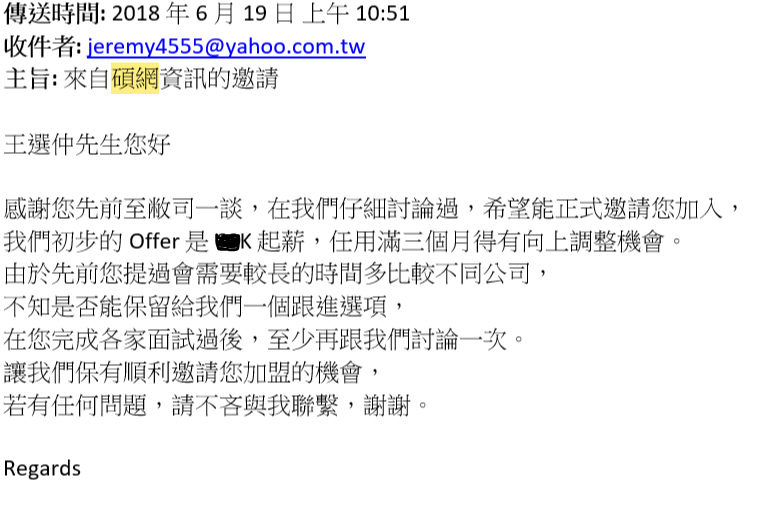 傳送時間: 2018 年 6 月 19 日 上午 10:51
收件者: jeremy4555@yahoo.com.tw
主旨: 來自碩網資訊的邀請
王選仲先生您好
感謝您先前至敝司一談，在我們仔細討論過，希望能正式邀請您加入，
我們初步的 Offer 是 K 起薪，任用滿三個月得有向上調整機會。
由於先前您提過會需要較長的時間多比較不同公司，
不知是否能保留給我們一個跟進選項，
在您完成各家面試過後，至少再跟我們討論一次。
讓我們保有順利邀請您加盟的機會，
若有任何問題，請不吝與我聯繫，謝謝。
Regards